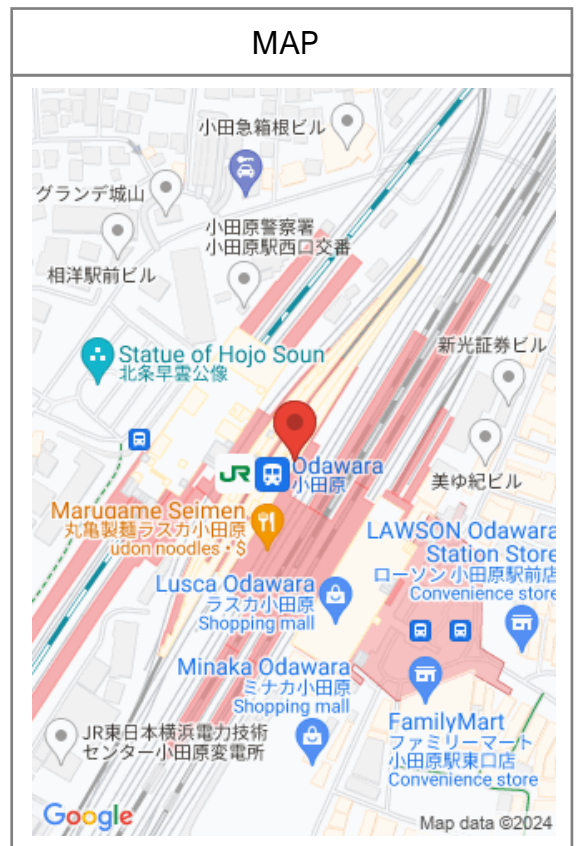 MAP
小田急箱根ビル
グランデ城山
小田原警察署
小田原駅西口交番
相洋駅前ビル
Statue of Hojo Soun
北条早雲公像
新光証券ビル
JR
Odawara
小田原
美ゆ紀ビル
Marugame Seimen
丸亀製麺ラスカ小田原
udon noodles・$
LAWSON Odawara
Station Store
ローソン 小田原駅前店
Convenience store
Lusca Odawara
ラスカ小田原
Shopping mall
Minaka Odawara
ミナカ小田原
Shopping mall
FamilyMart
ファミリーマート
小田原駅東口店
Convenience store
JR東日本横浜電力技術
センター小田原変電所
Google
Map data ©2024